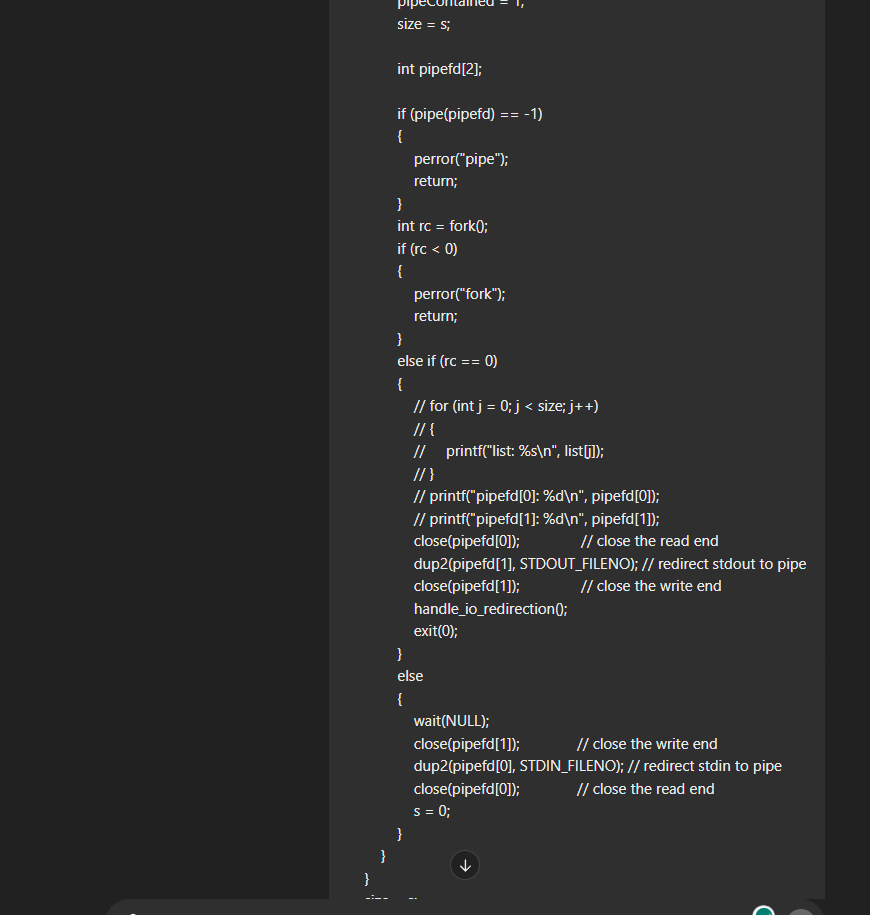 pipeContained = 1;
size = s;
int pipefd[2];
if (pipe(pipefd) == -1)
{
perror("pipe");
return;
}
int rc = fork();
if (rc < 0)
{
perror("fork");
return;
}
else if (rc == 0)
{
// for (int j = 0; j < size; j++)
// {
//     printf("list: %s\n", list[j]);
// }
// printf("pipefd[0]: %d\n", pipefd[0]);
// printf("pipefd[1]: %d\n", pipefd[1]);
close(pipefd[0]);               // close the read end
dup2(pipefd[1], STDOUT_FILENO); // redirect stdout to pipe
close(pipefd[1]);               // close the write end
handle_io_redirection();
exit(0);
}
else
{
wait(NULL);
close(pipefd[1]);              // close the write end
dup2(pipefd[0], STDIN_FILENO); // redirect stdin to pipe
close(pipefd[0]);              // close the read end
s = 0;
}
}
}